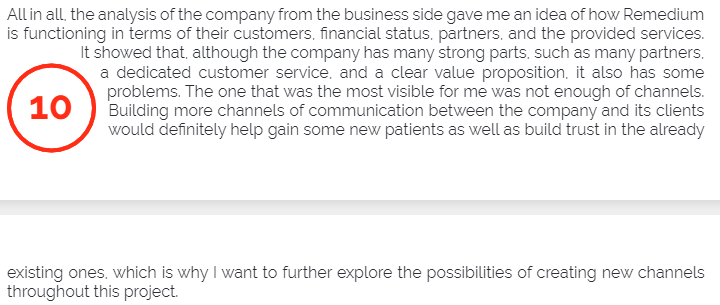 All in all, the analysis of the company from the business side gave me an idea of how Remedium
is functioning in terms of their customers, financial status, partners, and the provided services.
It showed that, although the company has many strong parts, such as many partners,
a dedicated customer service, and a clear value proposition, it also has some
problems. The one that was the most visible for me was not enough of channels.
10
Building more channels of communication between the company and its clients
would definitely help gain some new patients as well as build trust in the already
existing ones, which is why I want to further explore the possibilities of creating new channels
throughout this project.